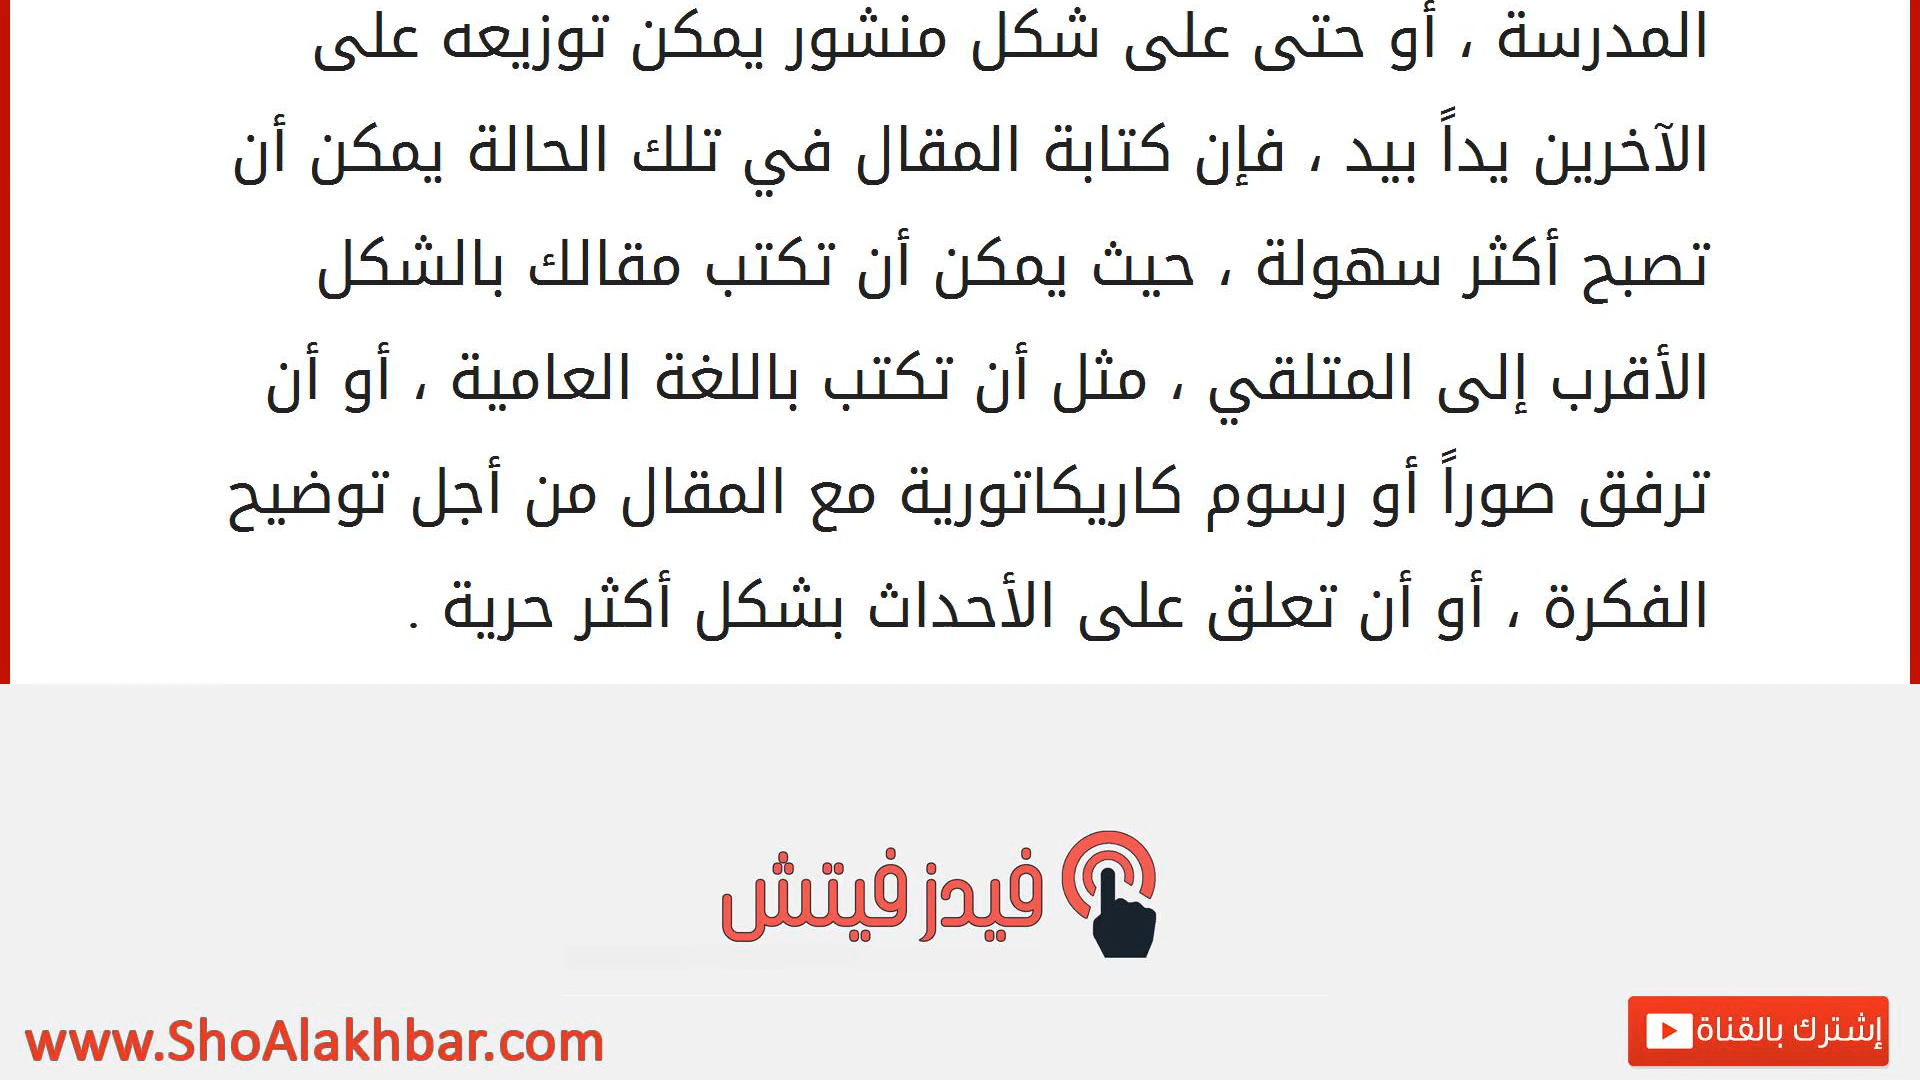 المدرسة ، أو حتى على شكل منشور يمكن توزيعه على
الآخرين يداً بيد ، فإن كتابة المقال في تلك الحالة يمكن أن
تصبح أكثر سهولة ، حيث يمكن أن تكتب مقالك بالشكل
الأقرب إلى المتلقي ، مثل أن تكتب باللغة العامية ، أو أن
ترفق صوراً أو رسوم كاريكاتورية مع المقال من أجل توضيح
الفكرة ، أو أن تعلق على الأحداث بشكل أكثر حرية .
فيدز فيتش
www.ShoAlakhbar.com
إشترك بالقناة